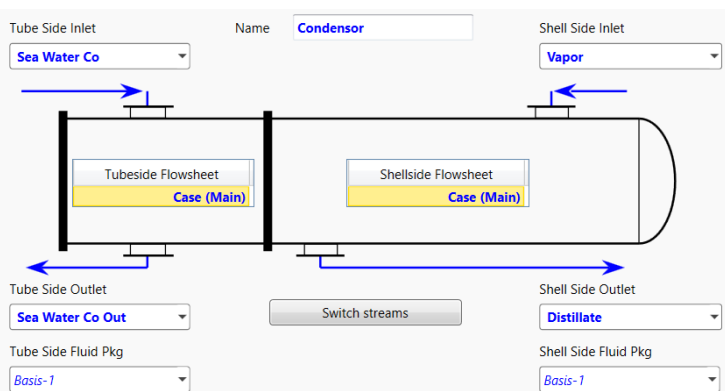 Tube Side Inlet Name Condensor Shell Side Inlet
Sea Water Co Vapor
Tubeside Flowsheet Shellside Flowsheet
Case (Main) Case (Main)
Tube Side Outlet Shell Side Outlet
Sea Water Co Out Switch streams Distillate
Tube Side Fluid Pkg Shell Side Fluid Pkg
Basis-1 Basis-1